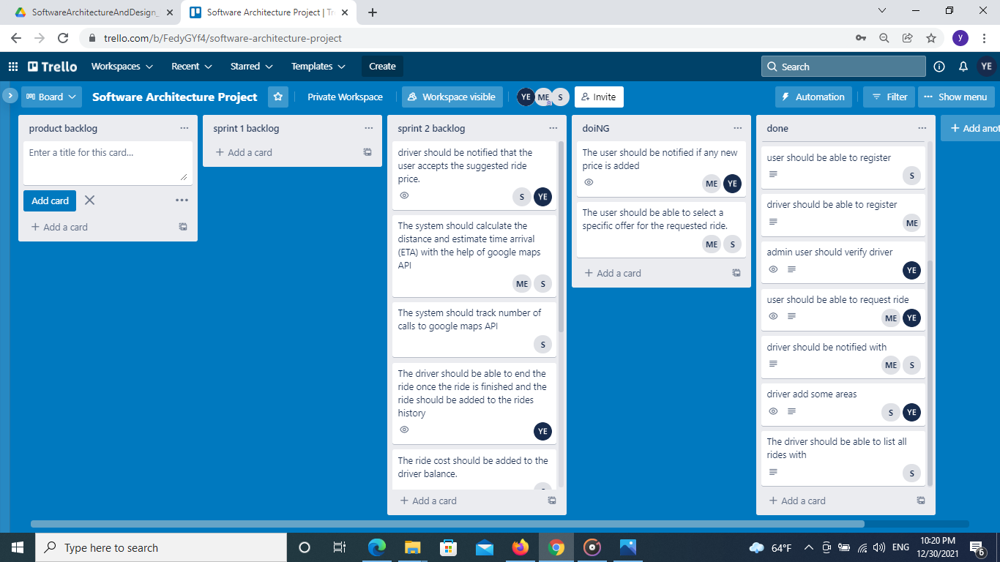 SoftwareArchitectureAndDesign_
Software Architecture Project | Tr
trello.com/b/FedyGYf4/software-architecture-project
y
Trello
Workspaces
Recent
Starred
Templates
Create
Search
YE
Board
Software Architecture Project
Private Workspace
Workspace visible
YE
ME
S
Invite
Automation
Filter
Show menu
product backlog
Enter a title for this card...
Add card
+ Add a card
sprint 1 backlog
+ Add a card
sprint 2 backlog
driver should be notified that the
user accepts the suggested ride
price.
S
YE
The system should calculate the
distance and estimate time arrival
(ETA) with the help of google maps
API
ME
S
The system should track number of
calls to google maps API
S
The driver should be able to end the
ride once the ride is finished and the
ride should be added to the rides
history
YE
The ride cost should be added to the
driver balance.
+ Add a card
doiNG
The user should be notified if any new
price is added
ME
YE
The user should be able to select a
specific offer for the requested ride.
ME
S
+ Add a card
done
user should be able to register
S
driver should be able to register
ME
admin user should verify driver
YE
user should be able to request ride
ME
YE
driver should be notified with
ME
S
driver add some areas
S
YE
The driver should be able to list all
rides with
S
+ Add a card
+ Add anot
Type here to search
64°F
ENG
10:20 PM
12/30/2021
6